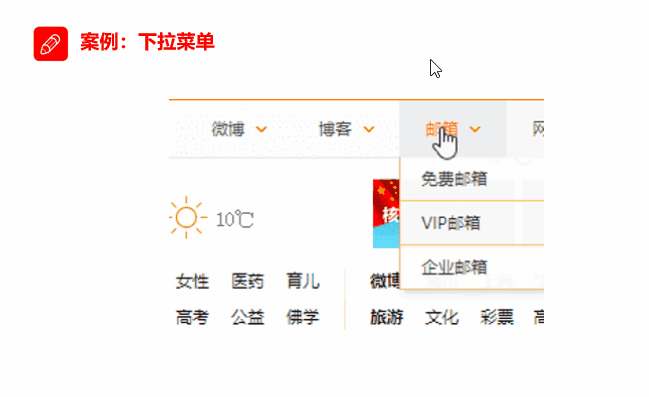 案例：下拉菜单
微博 博客 邮箱 网
免费邮箱
10℃
VIP邮箱
企业邮箱
女性 医药 育儿 微博
高考 公益 佛学 旅游 文化 彩票 高